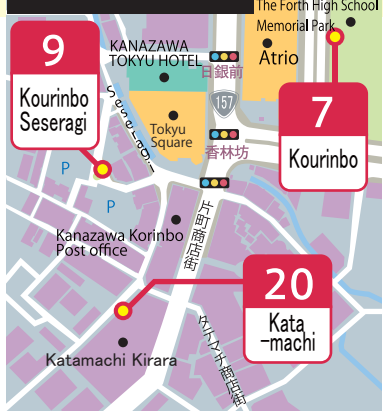 The Forth High School
Memorial Park
9
Kourinbo
Seseragi
KANAZAWA
TOKYU HOTEL
日銀前
Atrio
157
7
Kourinbo
Seseragi
Tokyu
Square
香林坊
P
P
片町商店街
Kanazawa Korinbo
Post office
20
Kata
-machi
タテマチ商店街
Katamachi Kirara